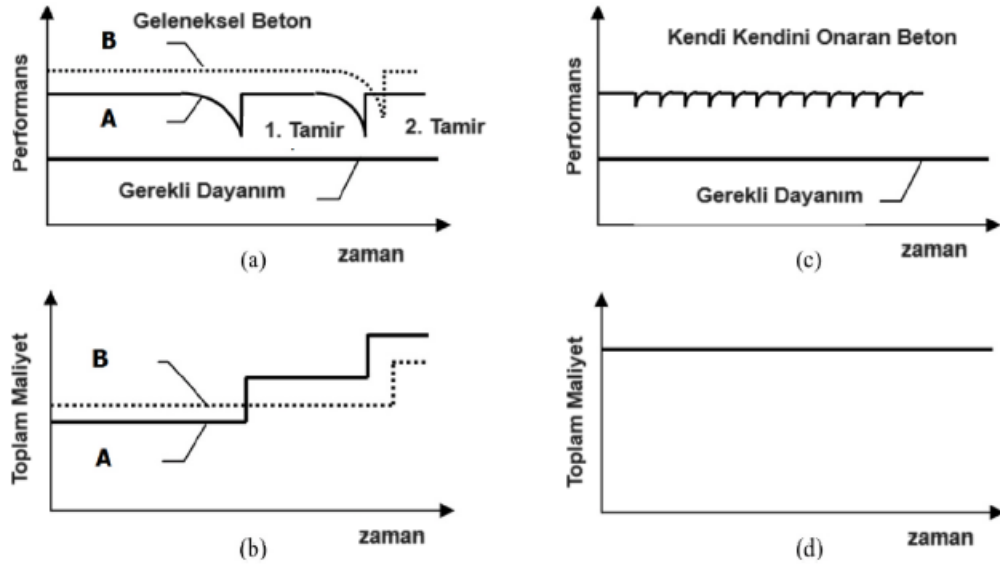 Geleneksel Beton
B
A
1. Tamir
2. Tamir
Gerekli Dayanım
Performans
zaman
(a)
Kendi Kendini Onaran Beton
Performans
Gerekli Dayanım
zaman
(c)
B
A
Toplam Maliyet
zaman
(b)
Toplam Maliyet
zaman
(d)